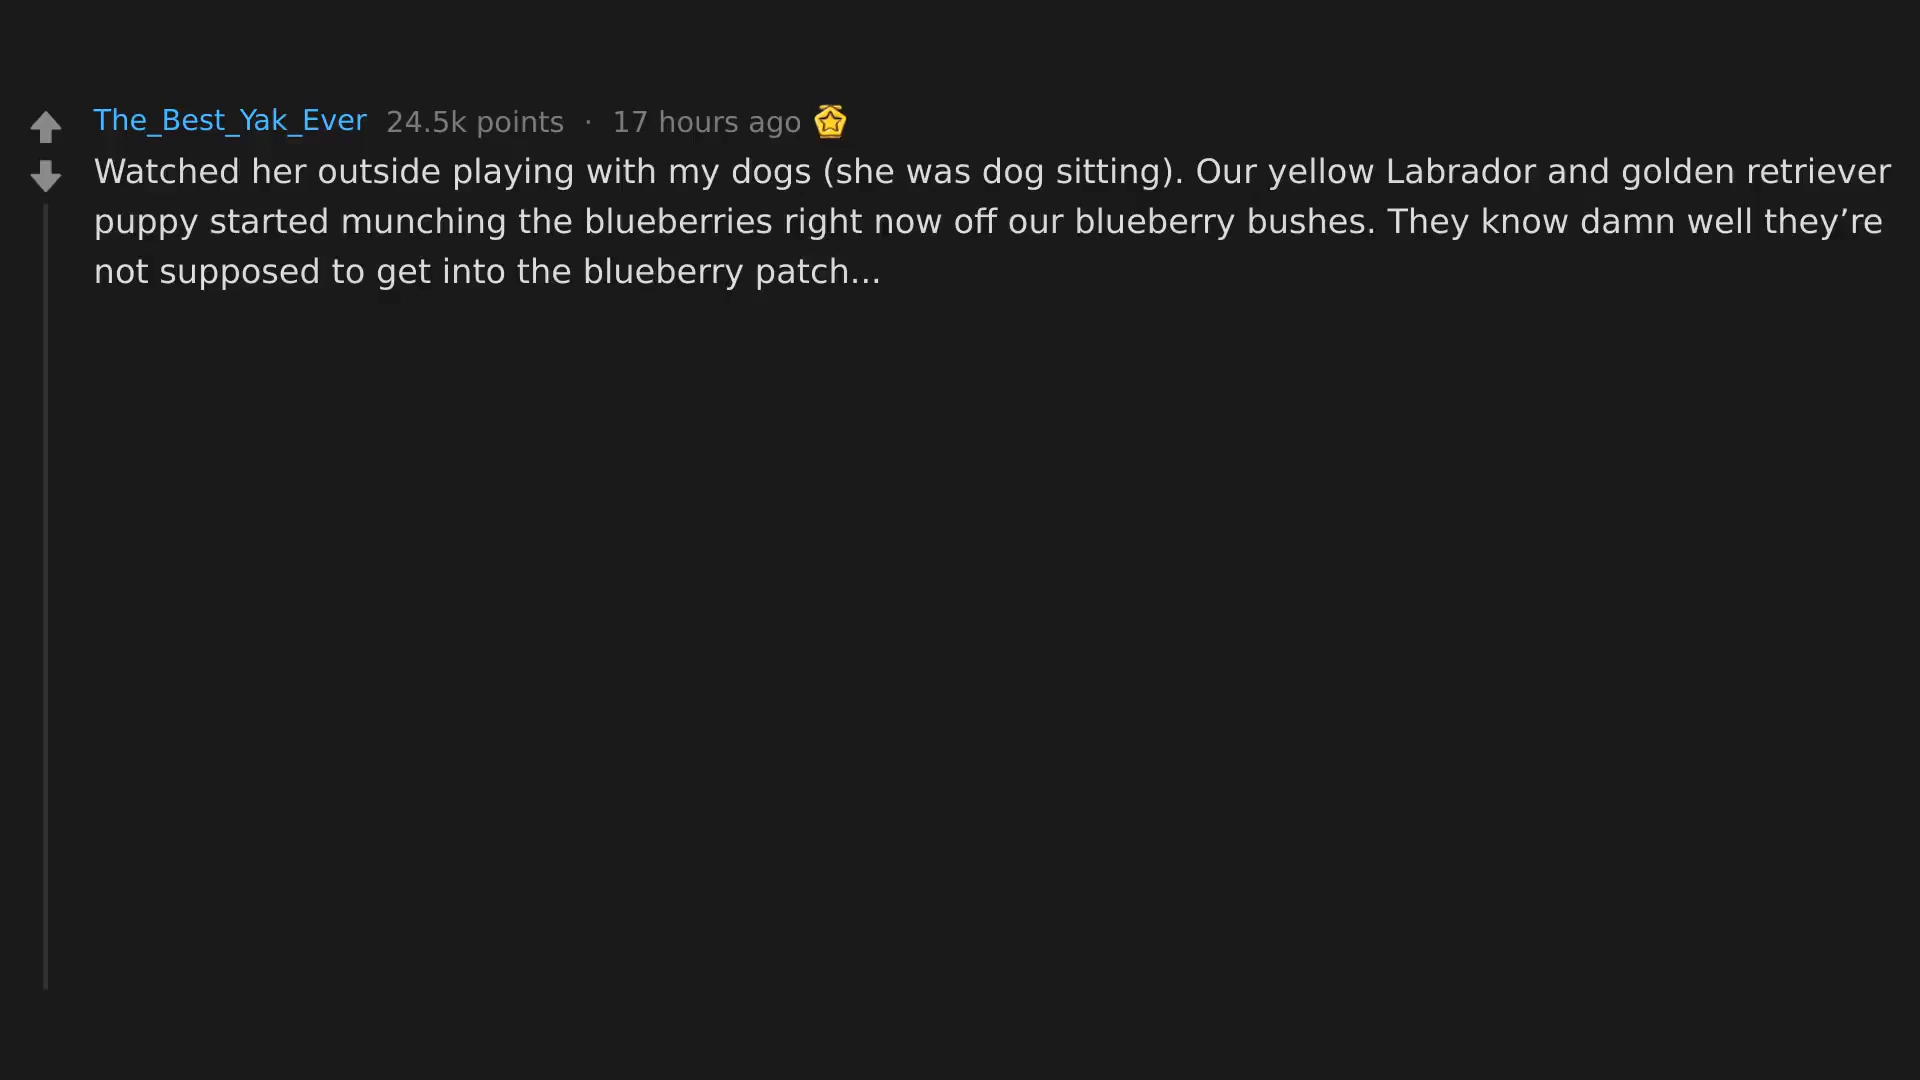 The_Best_Yak_Ever 24.5k points · 17 hours ago
Watched her outside playing with my dogs (she was dog sitting). Our yellow Labrador and golden retriever
puppy started munching the blueberries right now off our blueberry bushes. They know damn well they’re
not supposed to get into the blueberry patch...